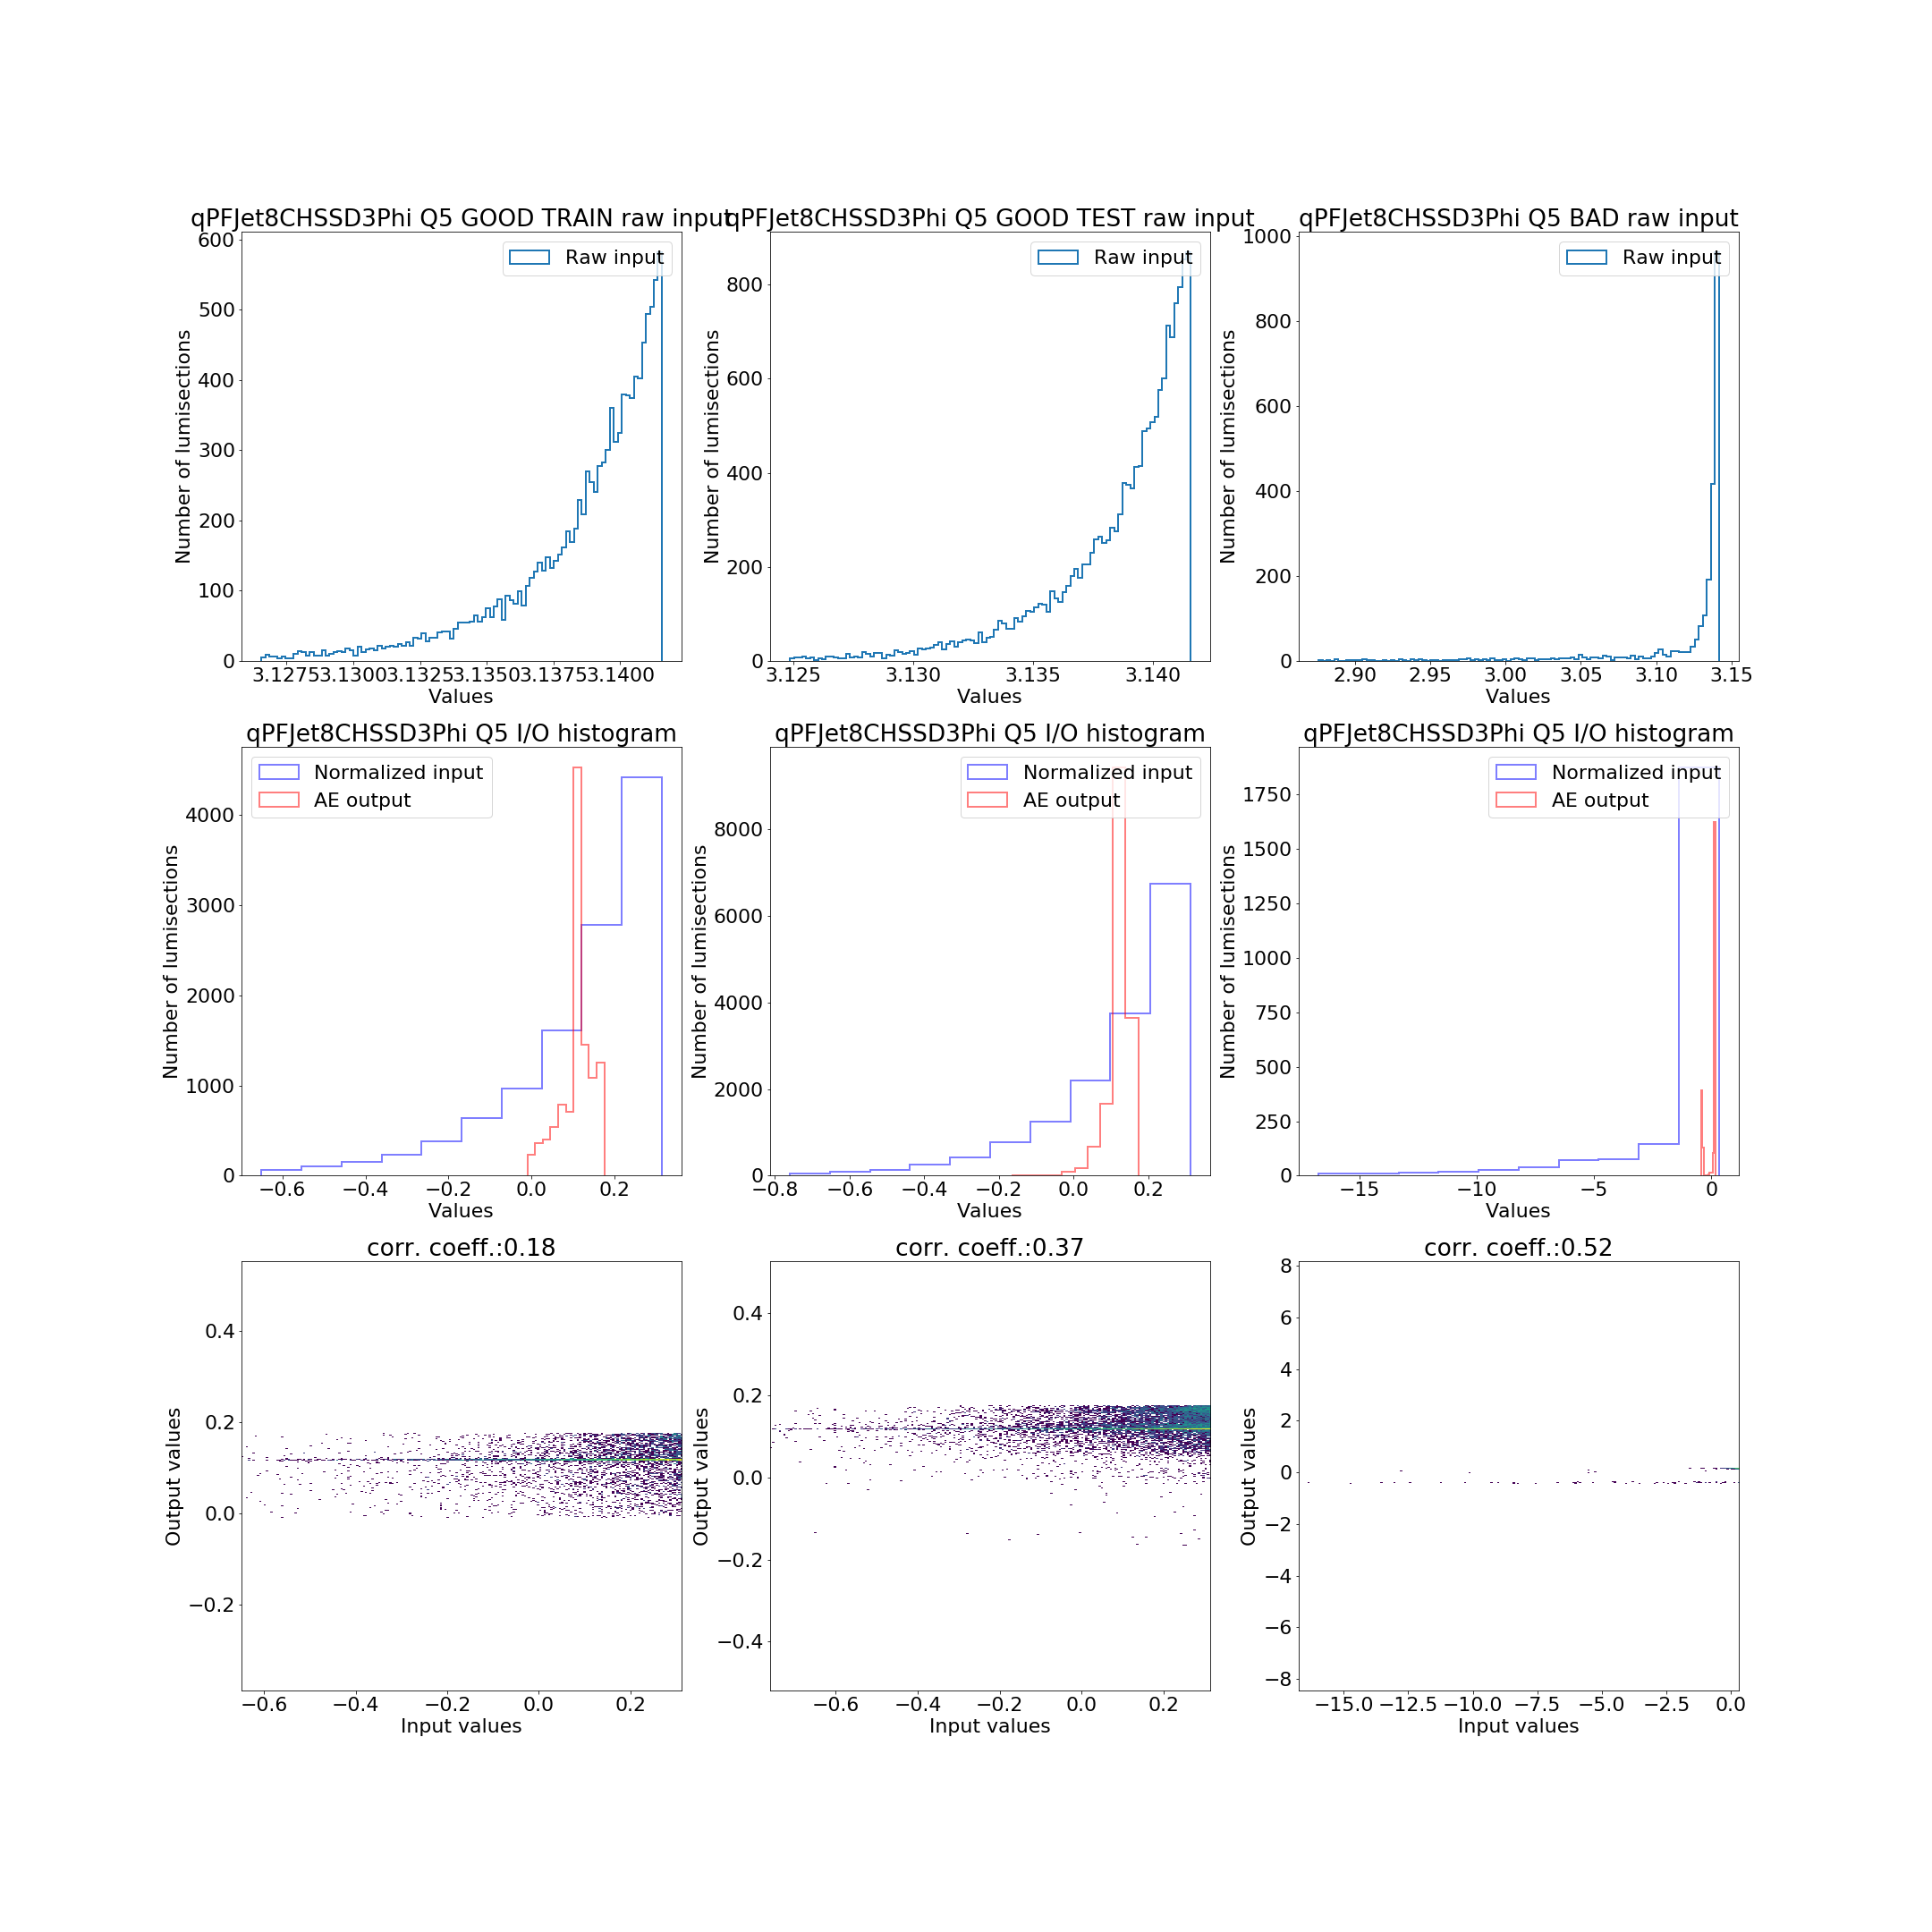 qPFJet8CHSSD3Phi Q5 GOOD TRAIN raw input
Raw input
Number of lumisections
600
500
400
300
200
100
0
3.1275 3.1300 3.1325 3.1350 3.1375 3.1400
Values
qPFJet8CHSSD3Phi Q5 GOOD TEST raw input
Raw input
Number of lumisections
800
600
400
200
0
3.125 3.130 3.135 3.140
Values
qPFJet8CHSSD3Phi Q5 BAD raw input
Raw input
Number of lumisections
1000
800
600
400
200
0
2.90 2.95 3.00 3.05 3.10 3.15
Values
qPFJet8CHSSD3Phi Q5 I/O histogram
Normalized input
AE output
Number of lumisections
4000
3000
2000
1000
0
−0.6 −0.4 −0.2 0.0 0.2
Values
qPFJet8CHSSD3Phi Q5 I/O histogram
Normalized input
AE output
Number of lumisections
8000
6000
4000
2000
0
−0.8 −0.6 −0.4 −0.2 0.0 0.2
Values
qPFJet8CHSSD3Phi Q5 I/O histogram
Normalized input
AE output
Number of lumisections
1750
1500
1250
1000
750
500
250
0
−15 −10 −5 0
Values
corr. coeff.:0.18
Output values
0.4
0.2
0.0
−0.2
−0.6 −0.4 −0.2 0.0 0.2
Input values
corr. coeff.:0.37
Output values
0.4
0.2
0.0
−0.2
−0.4
−0.6 −0.4 −0.2 0.0 0.2
Input values
corr. coeff.:0.52
Output values
8
6
4
2
0
−2
−4
−6
−8
−15.0 −12.5 −10.0 −7.5 −5.0 −2.5 0.0
Input values